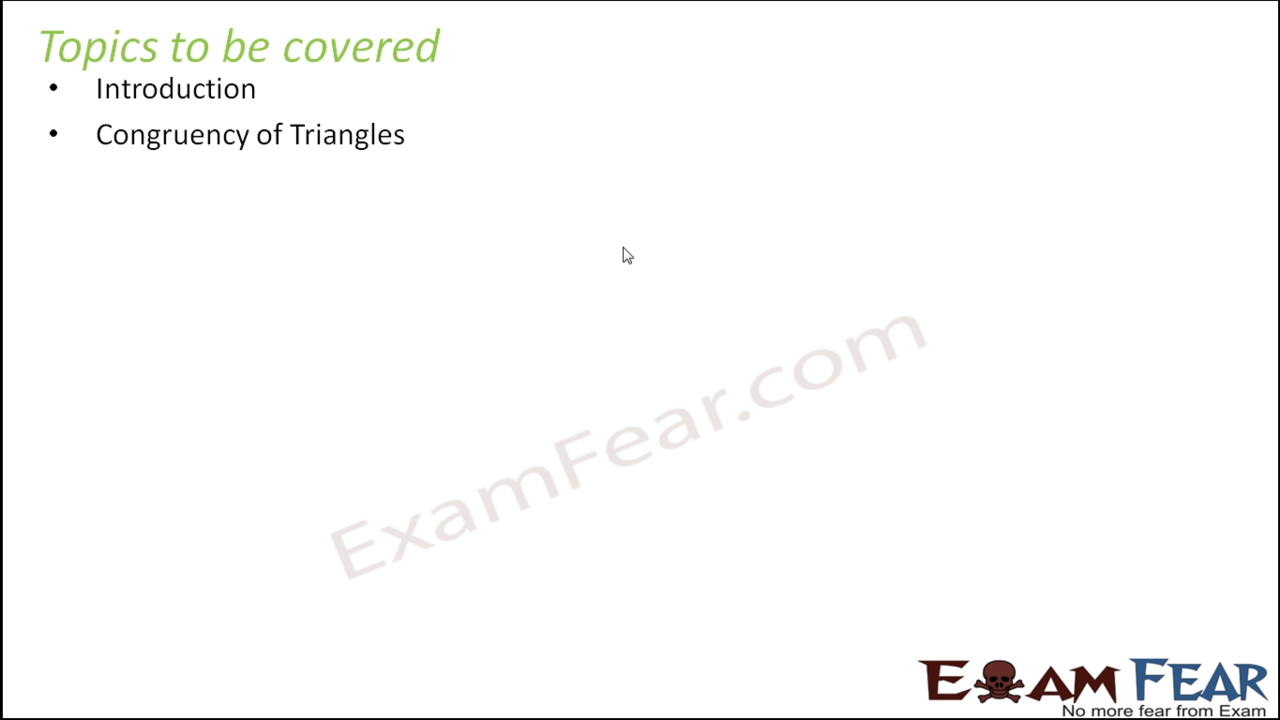 Topics to be covered
• Introduction
• Congruency of Triangles
ExamFear.com
EXAM FEAR
No more fear from Exam